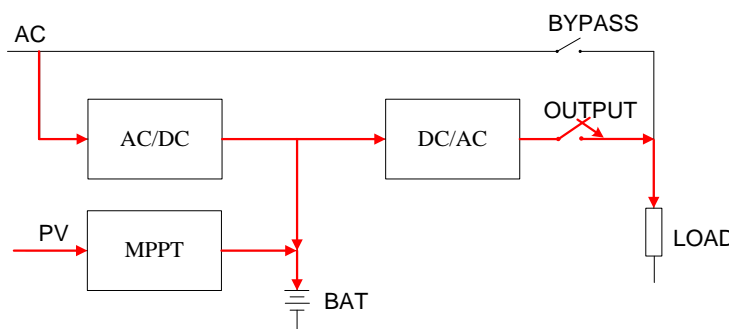 AC
BYPASS
OUTPUT
AC/DC
DC/AC
PV
MPPT
LOAD
BAT